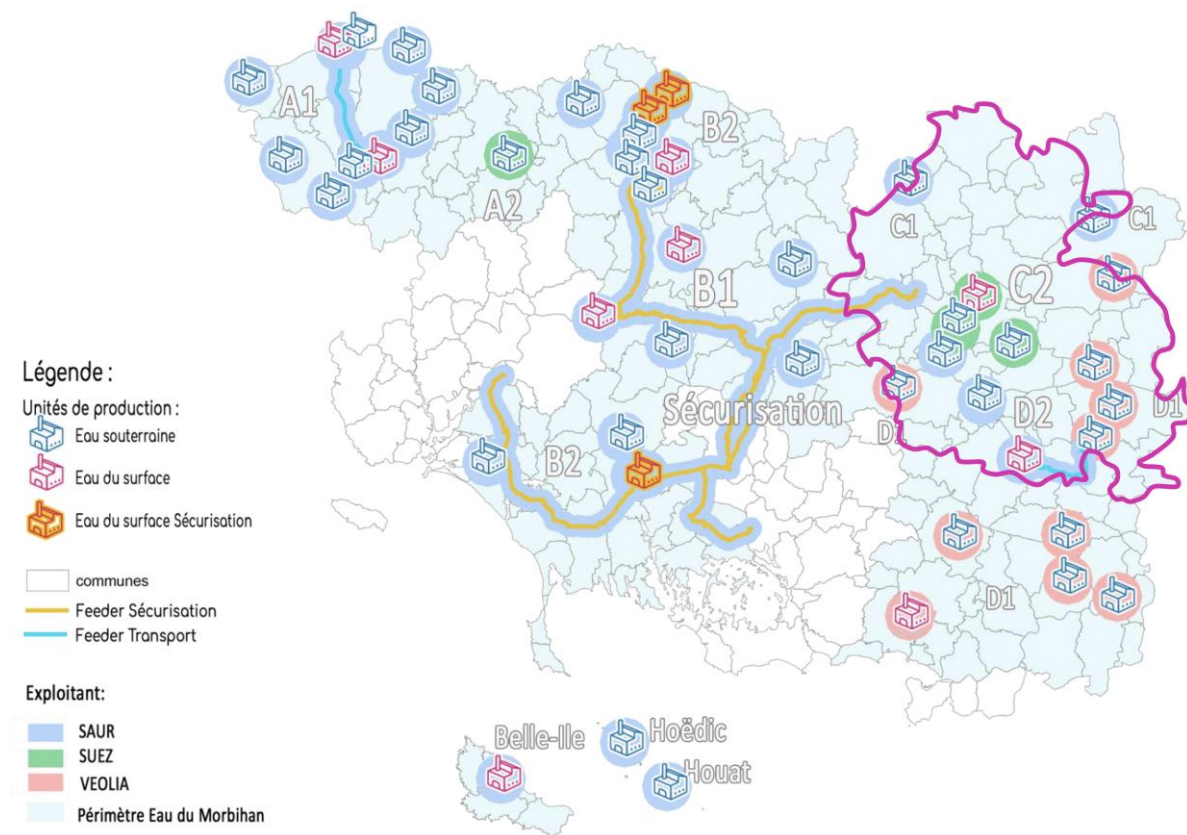 A1
A2
B2
C1
C1
C2
B1
Sécurisation
D2
D1
D1
B2
D1
Belle-Ile
Hoëdic
Houat
Légende :
Unités de production :
Eau souterraine
Eau du surface
Eau du surface Sécurisation
communes
Feeder Sécurisation
Feeder Transport
Exploitant:
SAUR
SUEZ
VEOLIA
Périmètre Eau du Morbihan